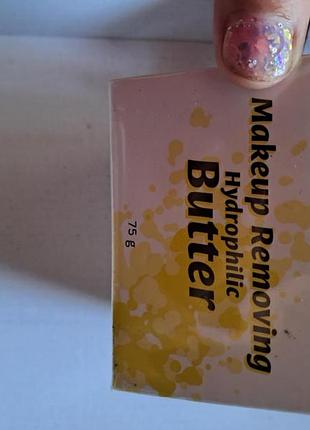 Makeup Removing
Hydrophilic
Butter
75 g